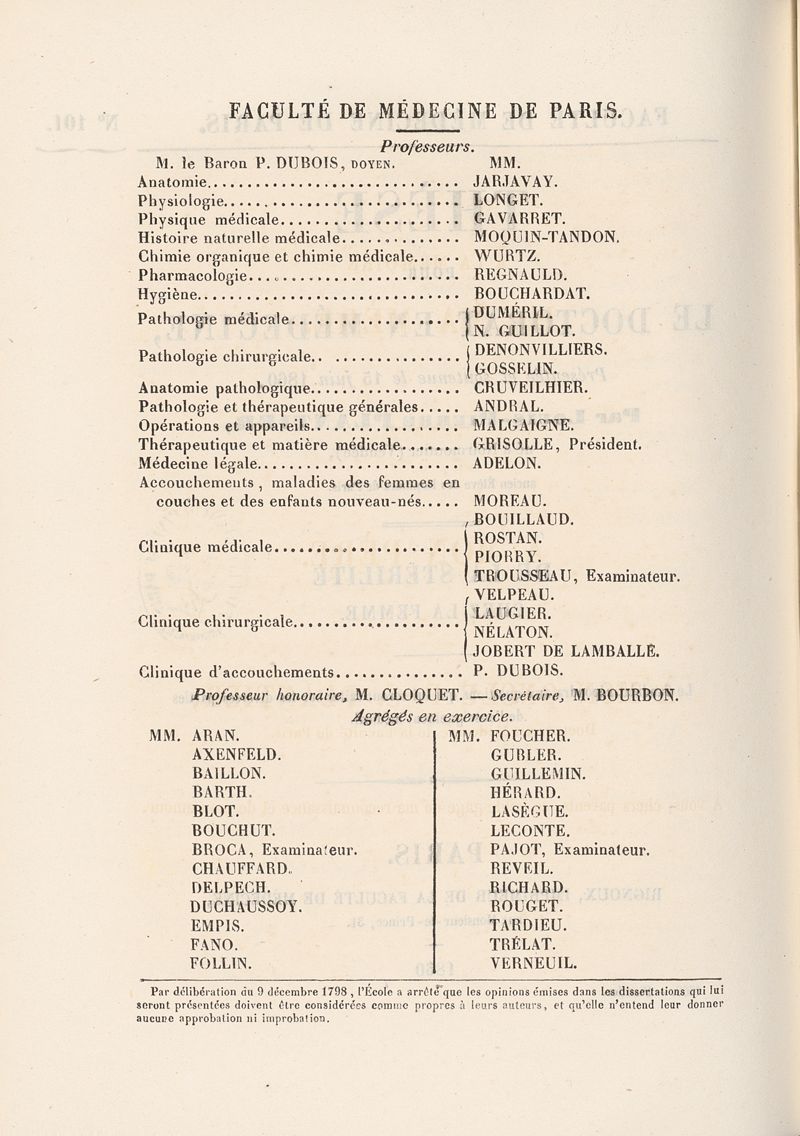 FACULTÉ DE MÉDECINE DE PARIS.
Professeurs.
M. le Baron P. DUBOIS, DOYEN. MM.
Anatomie............................ JARJAVAY.
Physiologie.......................... LONGET.
Physique médicale.................... GAVARRET.
Histoire naturelle médicale.............. MOQUIN-TANDON.
Chimie organique et chimie médicale...... WURTZ.
Pharmacologie........................ REGNAULD.
Hygiène.............................. BOUCHARDAT.
Pathologie médicale................... DUMÉRIL.
N. GUILLOT.
Pathologie chirurgicale.. .............. DENONVILLIERS.
GOSSELIN.
Anatomie pathologique................. CRUVEILHIER.
Pathologie et thérapeutique générales..... ANDRAL.
Opérations et appareils................. MALGAIGNE.
Thérapeutique et matière médicale....... GRISOLLE, Président.
Médecine légale....................... ADELON.
Accouchements, maladies des femmes en
couches et des enfants nouveau-nés..... MOREAU.
Clinique médicale..................... BOUILLAUD.
ROSTAN.
PIORRY.
TROUSSEAU, Examinateur.
Clinique chirurgicale................... VELPEAU.
LAUGIER.
NÉLATON.
JOBERT DE LAMBALLE.
Clinique d'accouchements............... P. DUBOIS.
Professeur honoraire, M. CLOQUET. — Secrétaire, M. BOURBON.
Agrégés en exercice.
MM. ARAN.
AXENFELD.
BAILLON.
BARTH.
BLOT.
BOUCHUT.
BROCA, Examinateur.
CHAUFFARD.
DELPECH.
DUCHAUSSOY.
EMPIS.
FANO.
FOLLIN.
MM. FOUCHER.
GUBLER.
GUILLEMIN.
HÉRARD.
LASÈGUE.
LECONTE.
PAJOT, Examinateur.
REVEIL.
RICHARD.
ROUGET.
TARDIEU.
TRÉLAT.
VERNEUIL.
Par délibération du 9 décembre 1798, l'École a arrêté que les opinions émises dans les dissertations qui lui
seront présentées doivent être considérées comme propres à leurs auteurs, et qu'elle n'entend leur donner
aucune approbation ni improbation.